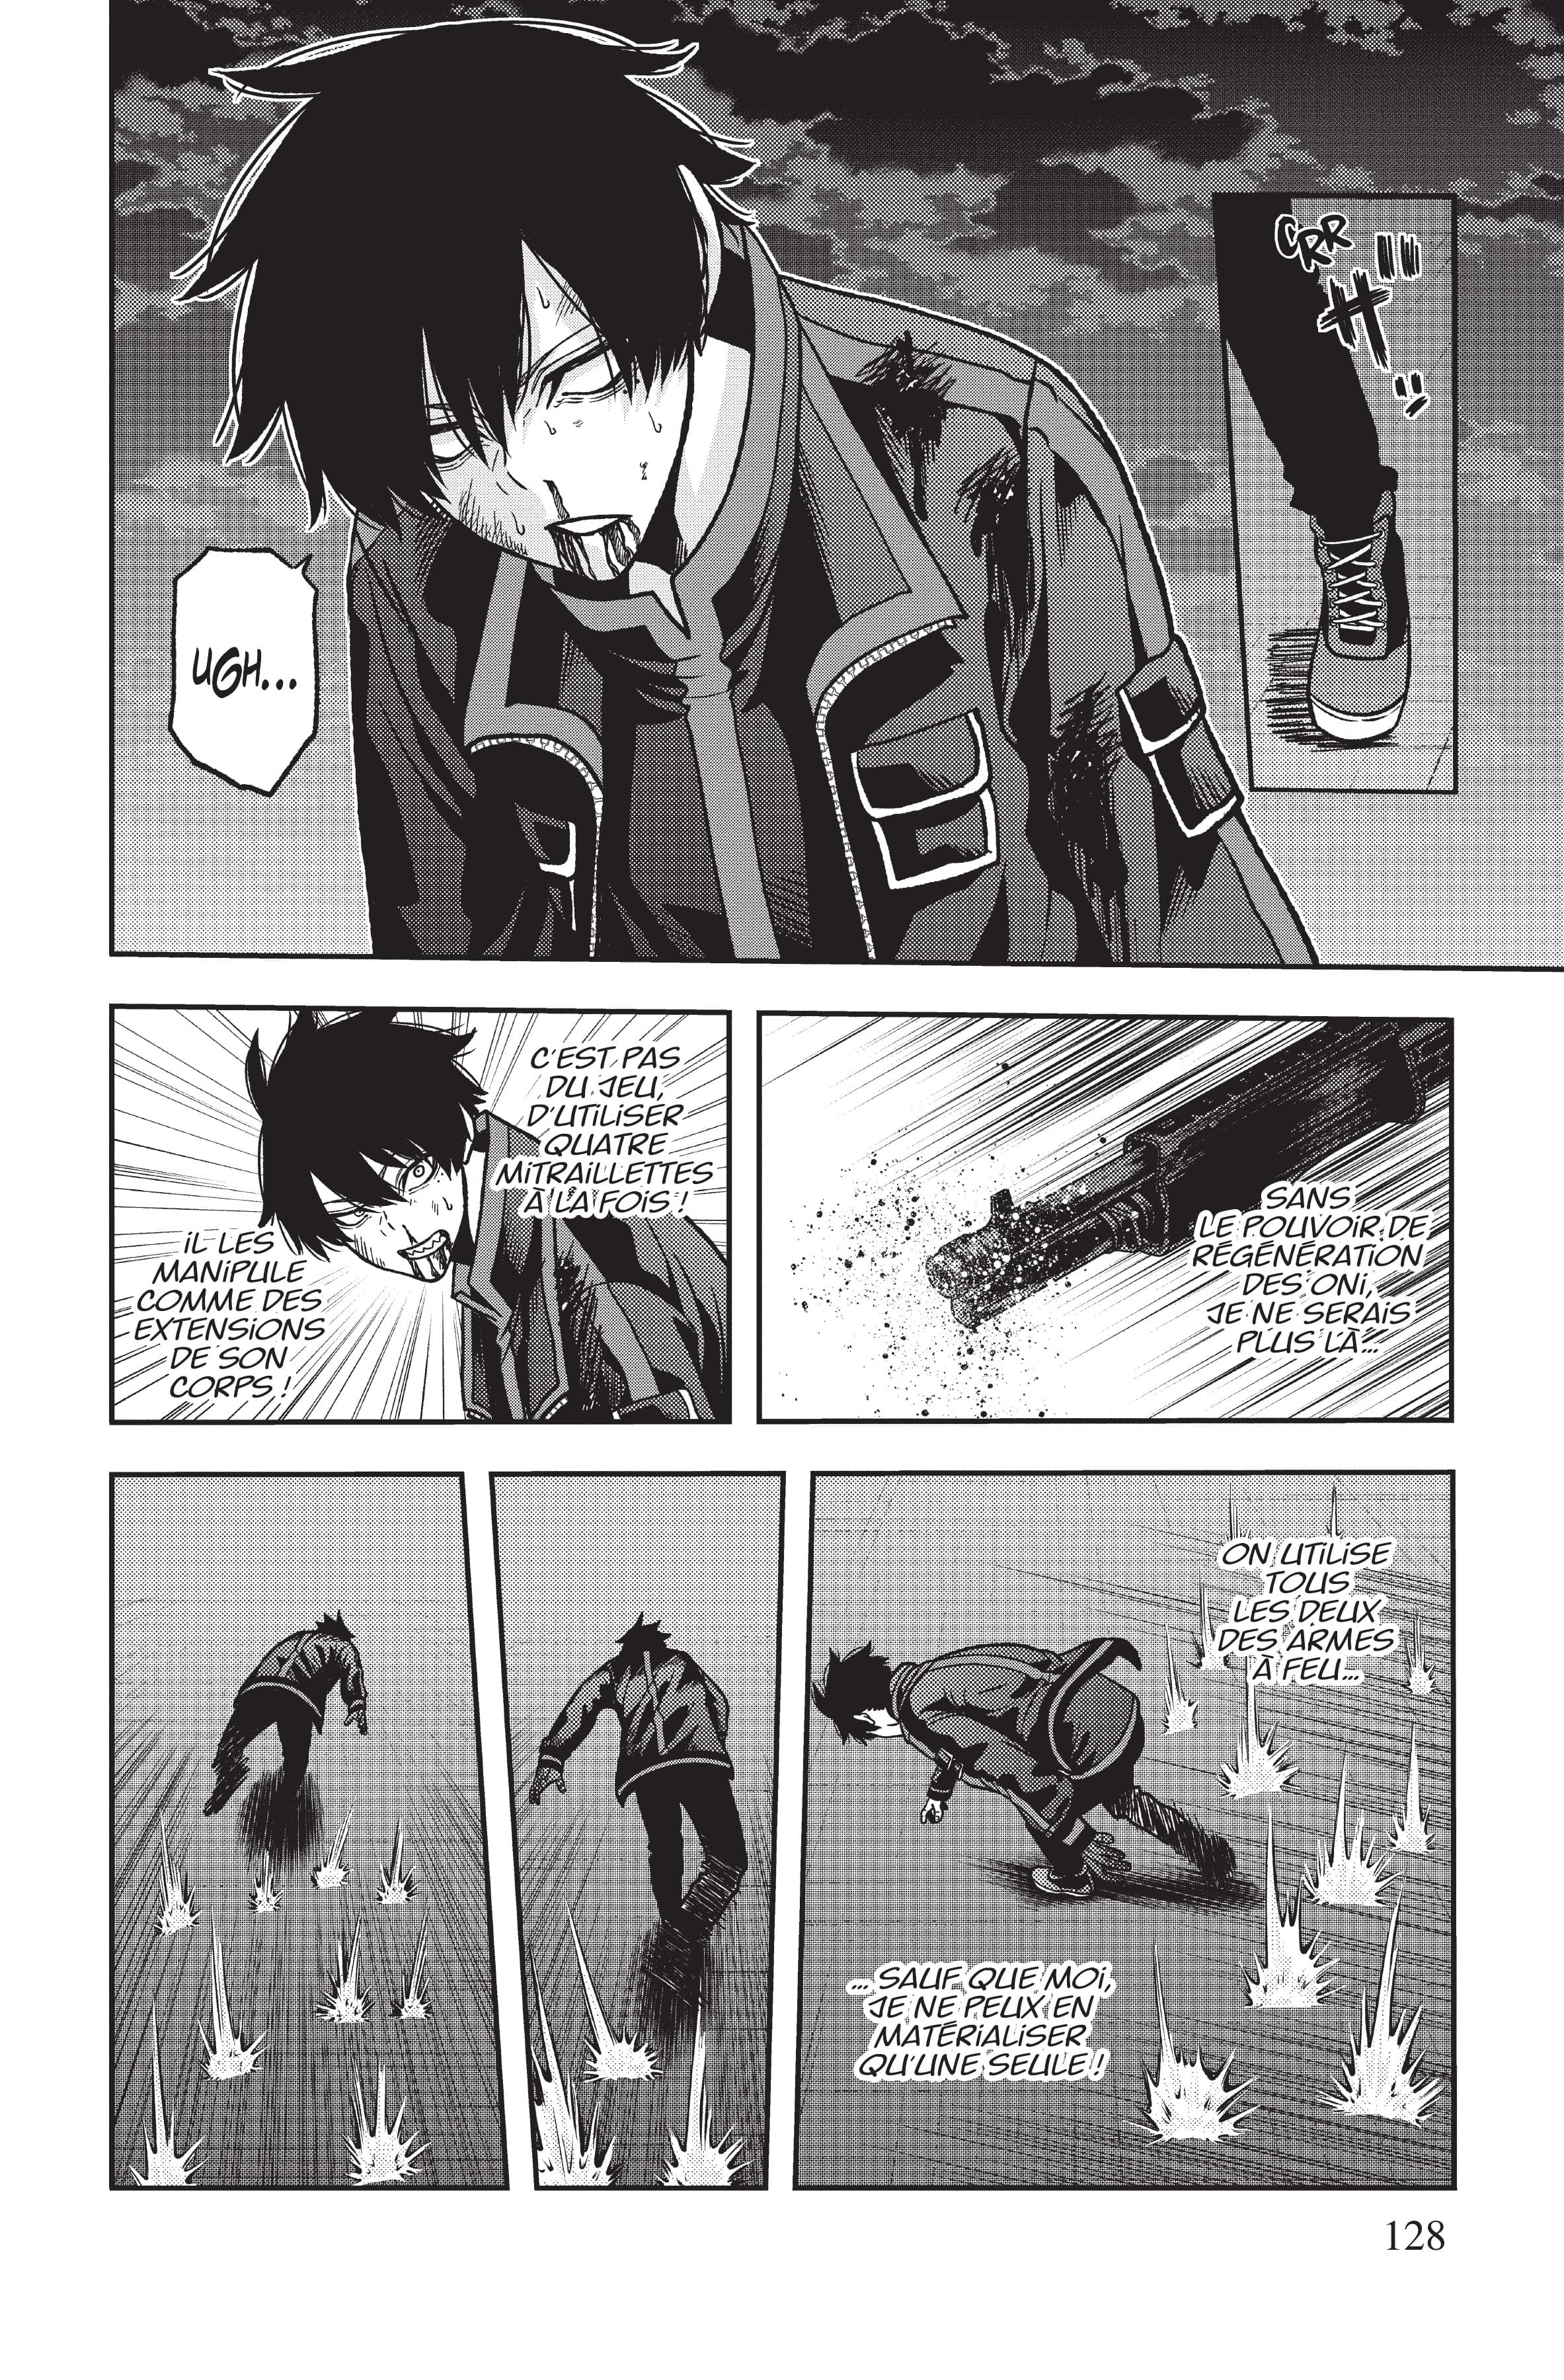 CRR
ザッ
UGH...
SANS
LE POUVOIR DE
RÉGÉNÉRATION
DES ONI,
JE NE SERAIS
PLUS LÀ...
C'EST PAS
DU JEU,
D'UTILISER
QUATRE
MITRAILLETTES
À LA FOIS !
IL LES
MANIPULE
COMME DES
EXTENSIONS
DE SON
CORPS !
ON UTILISE
TOUS
LES DEUX
DES ARMES
À FEU...
... SAUF QUE MOI,
JE NE PEUX EN
MATÉRIALISER
QU'UNE SEULE !
128